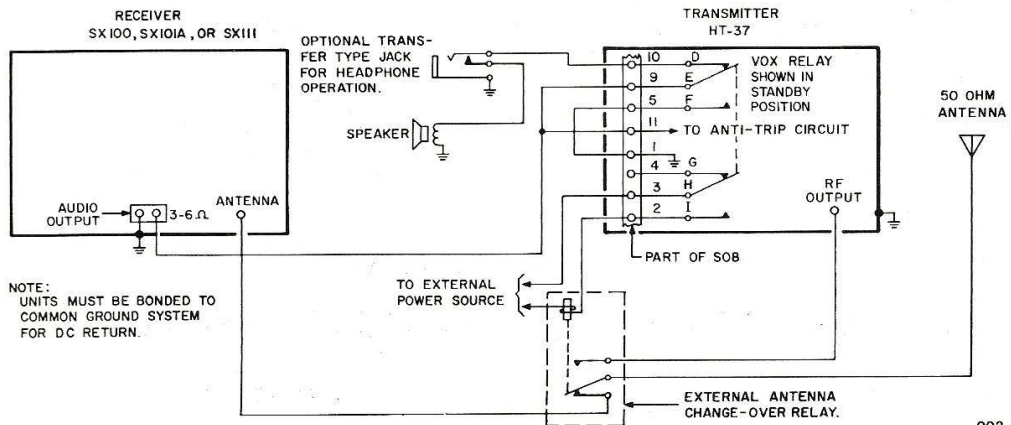 RECEIVER
SX100, SX101A, OR SX111
OPTIONAL TRANS-
FER TYPE JACK
FOR HEADPHONE
OPERATION.
SPEAKER
AUDIO
OUTPUT
3-6Ω
ANTENNA
NOTE:
UNITS MUST BE BONDED TO
COMMON GROUND SYSTEM
FOR DC RETURN.
TRANSMITTER
HT-37
10 D
9 E
5 F
11
1
4 G
3 H
2 I
VOX RELAY
SHOWN IN
STANDBY
POSITION
TO ANTI-TRIP CIRCUIT
RF
OUTPUT
PART OF SO8
50 OHM
ANTENNA
TO EXTERNAL
POWER SOURCE
EXTERNAL ANTENNA
CHANGE-OVER RELAY.